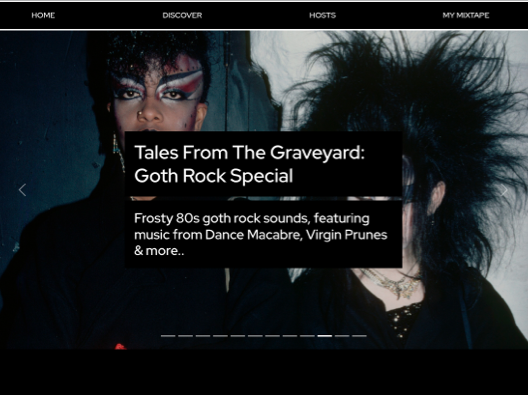 HOME
DISCOVER
HOSTS
MY MIXTAPE
Tales From The Graveyard:
Goth Rock Special
Frosty 80s goth rock sounds, featuring
music from Dance Macabre, Virgin Prunes
& more..